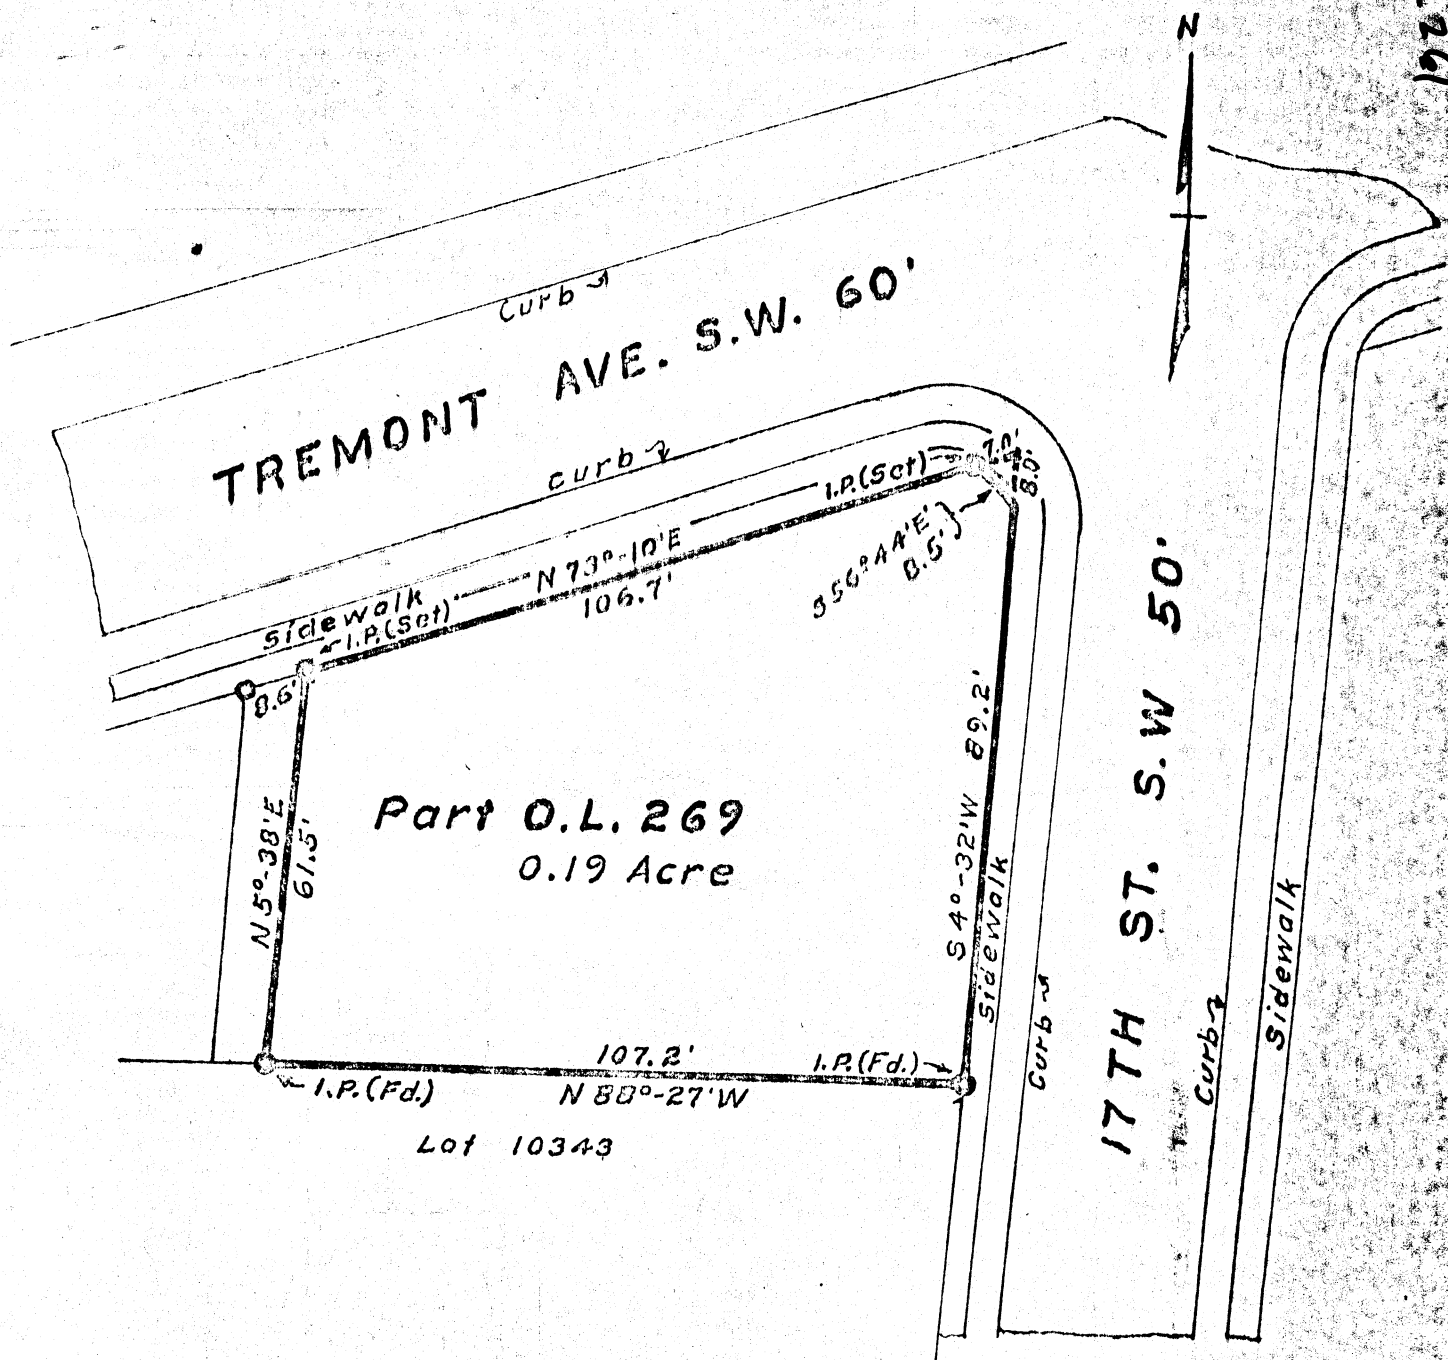 N
Curb
TREMONT AVE. S.W. 60'
Curb
7.0'
8.0'
I.P.(Set)
N 73°-10'E
106.7'
S56°44'E
8.5'
Sidewalk
I.P.(Set)
8.6'
N 5°-38'E
61.5'
Part O.L. 269
0.19 Acre
S 4°-32'W 89.2'
Sidewalk
Curb
17TH ST. S.W 50'
Curb
Sidewalk
107.2'
I.P.(Fd.)
I.P.(Fd.)
N 88°-27'W
Lot 10343